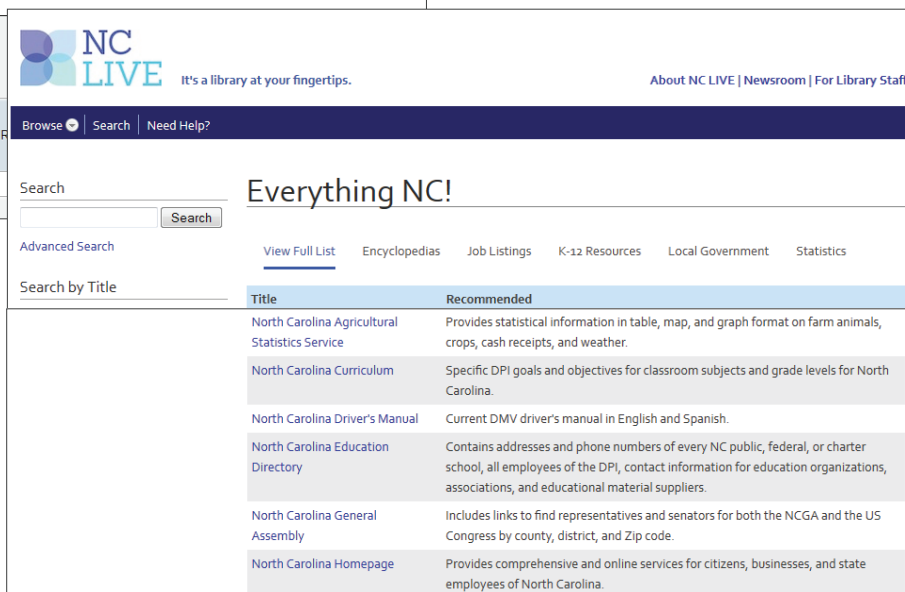 NC
LIVE
It's a library at your fingertips.
About NC LIVE | Newsroom | For Library Staff
R
Browse Search Need Help?
Search
Search
Advanced Search
Search by Title
Everything NC!
View Full List Encyclopedias Job Listings K-12 Resources Local Government Statistics
Title Recommended
North Carolina Agricultural
Statistics Service
Provides statistical information in table, map, and graph format on farm animals,
crops, cash receipts, and weather.
North Carolina Curriculum
Specific DPI goals and objectives for classroom subjects and grade levels for North
Carolina.
North Carolina Driver's Manual
Current DMV driver's manual in English and Spanish.
North Carolina Education
Directory
Contains addresses and phone numbers of every NC public, federal, or charter
school, all employees of the DPI, contact information for education organizations,
associations, and educational material suppliers.
North Carolina General
Assembly
Includes links to find representatives and senators for both the NCGA and the US
Congress by county, district, and Zip code.
North Carolina Homepage
Provides comprehensive and online services for citizens, businesses, and state
employees of North Carolina.